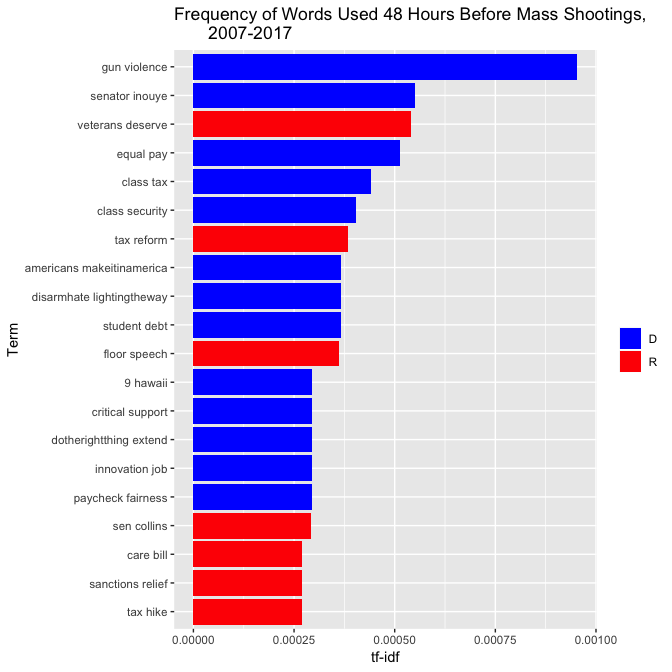 Frequency of Words Used 48 Hours Before Mass Shootings,
2007-2017
gun violence
senator inouye
veterans deserve
equal pay
class tax
class security
tax reform
americans makeitinamerica
disarmhate lightingtheway
student debt
floor speech
9 hawaii
critical support
dotherightthing extend
innovation job
paycheck fairness
sen collins
care bill
sanctions relief
tax hike
Term
0.00000 0.00025 0.00050 0.00075 0.00100
tf-idf
D
R